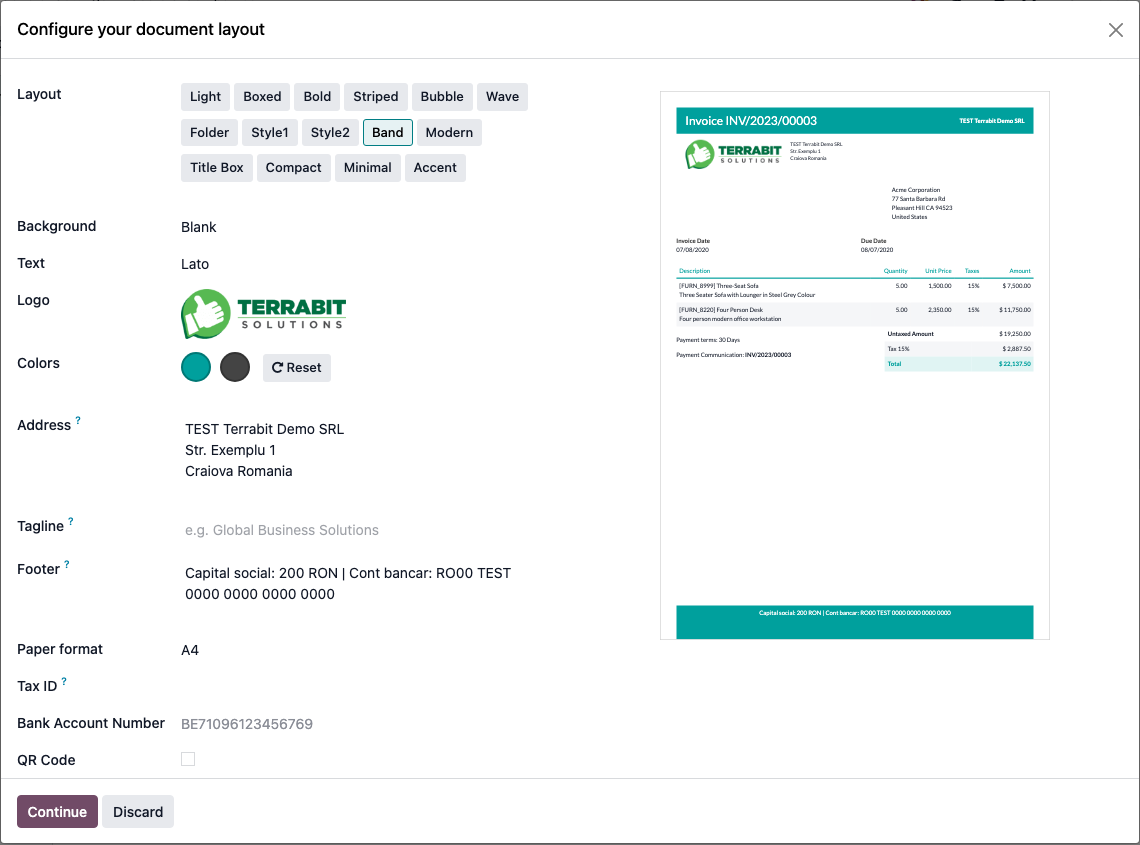 Configure your document layout
Layout
Light Boxed Bold Striped Bubble Wave
Folder Style1 Style2 Band Modern
Title Box Compact Minimal Accent
Background Blank
Text Lato
Logo TERRABIT
SOLUTIONS
Colors Reset
Address ? TEST Terrabit Demo SRL
Str. Exemplu 1
Craiova Romania
Tagline ? e.g. Global Business Solutions
Footer ? Capital social: 200 RON | Cont bancar: RO00 TEST
0000 0000 0000 0000
Paper format A4
Tax ID ?
Bank Account Number BE71096123456769
QR Code
Continue Discard
Invoice INV/2023/00003 TEST Terrabit Demo SRL
TERRABIT
SOLUTIONS
TEST Terrabit Demo SRL
Str. Exemplu 1
Craiova Romania
Acme Corporation
77 Santa Barbara Rd
Pleasant Hill CA 94523
United States
Invoice Date Due Date
07/08/2020 08/07/2020
Description Quantity Unit Price Taxes Amount
[FURN_8999] Three-Seat Sofa 5.00 1,500.00 15% $ 7,500.00
Three Seater Sofa with Lounger in Steel Grey Colour
[FURN_8220] Four Person Desk 5.00 2,350.00 15% $ 11,750.00
Four person modern office workstation
Untaxed Amount $ 19,250.00
Payment terms: 30 Days
Tax 15% $ 2,887.50
Payment Communication: INV/2023/00003
Total $ 22,137.50
Capital social: 200 RON | Cont bancar: RO00 TEST 0000 0000 0000 0000